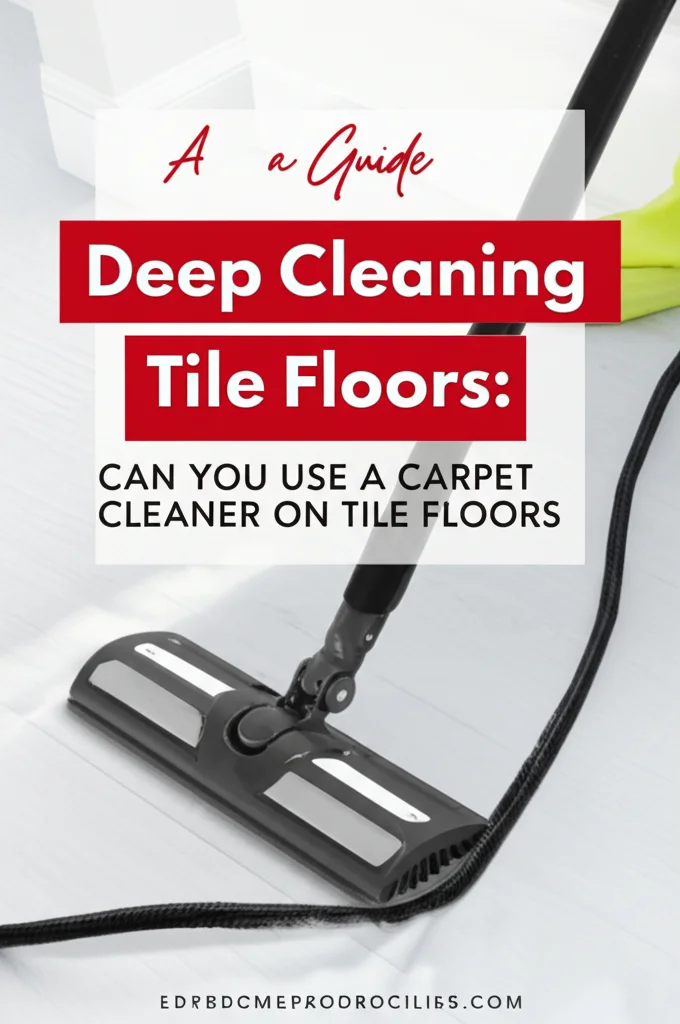 A a Guide
Deep Cleaning
Tile Floors:
CAN YOU USE A CARPET
CLEANER ON TILE FLOORS